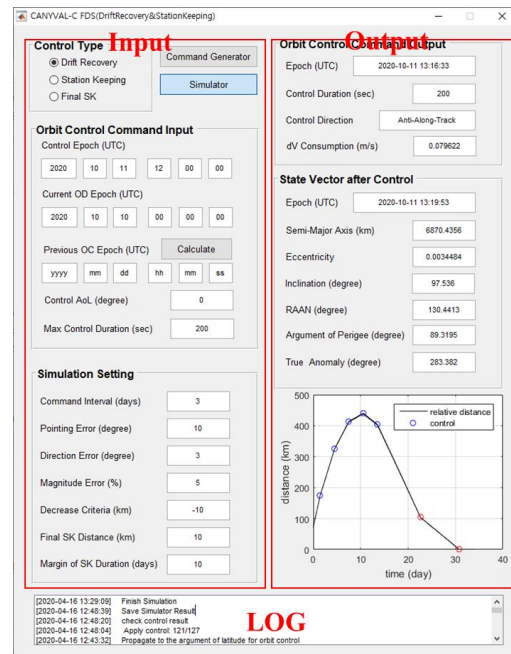 CANYVAL-C FDS(DriftRecovery&StationKeeping)
Input
Control Type
Drift Recovery
Station Keeping
Final SK
Command Generator
Simulator
Orbit Control Command Input
Control Epoch (UTC)
2020 10 11 12 00 00
Current OD Epoch (UTC)
2020 10 10 00 00 00
Previous OC Epoch (UTC) Calculate
yyyy mm dd hh mm ss
Control AoL (degree) 0
Max Control Duration (sec) 200
Simulation Setting
Command Interval (days) 3
Pointing Error (degree) 10
Direction Error (degree) 3
Magnitude Error (%) 5
Decrease Criteria (km) -10
Final SK Distance (km) 10
Margin of SK Duration (days) 10
Output
Orbit Control Command Output
Epoch (UTC) 2020-10-11 13:16:33
Control Duration (sec) 200
Control Direction Anti-Along-Track
dV Consumption (m/s) 0.079622
State Vector after Control
Epoch (UTC) 2020-10-11 13:19:53
Semi-Major Axis (km) 6870.4356
Eccentricity 0.0034484
Inclination (degree) 97.536
RAAN (degree) 130.4413
Argument of Perigee (degree) 89.3195
True Anomaly (degree) 283.382
500
400
300
200
100
0
distance (km)
relative distance
control
0 10 20 30 40
time (day)
[2020-04-16 13:29:09] Finish Simulation
[2020-04-16 12:48:39] Save Simulator Result
[2020-04-16 12:48:20] check control result
[2020-04-16 12:48:04] Apply control: 121/127
[2020-04-16 12:43:32] Propagate to the argument of latitude for orbit control
LOG